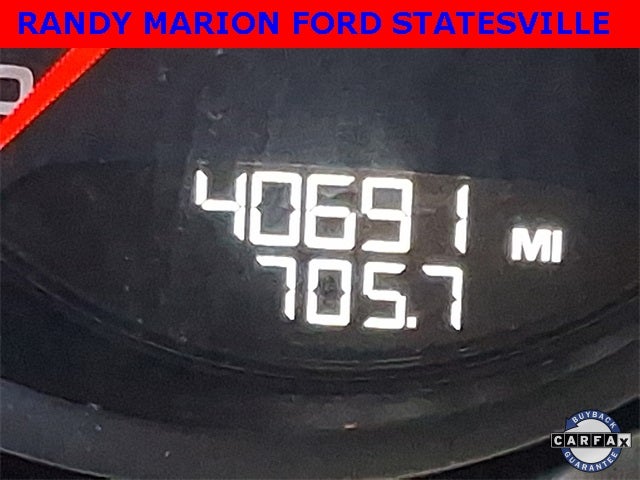 RANDY MARION FORD STATESVILLE
40691 MI
705.7
BUYBACK
CARFAX
GUARANTEE